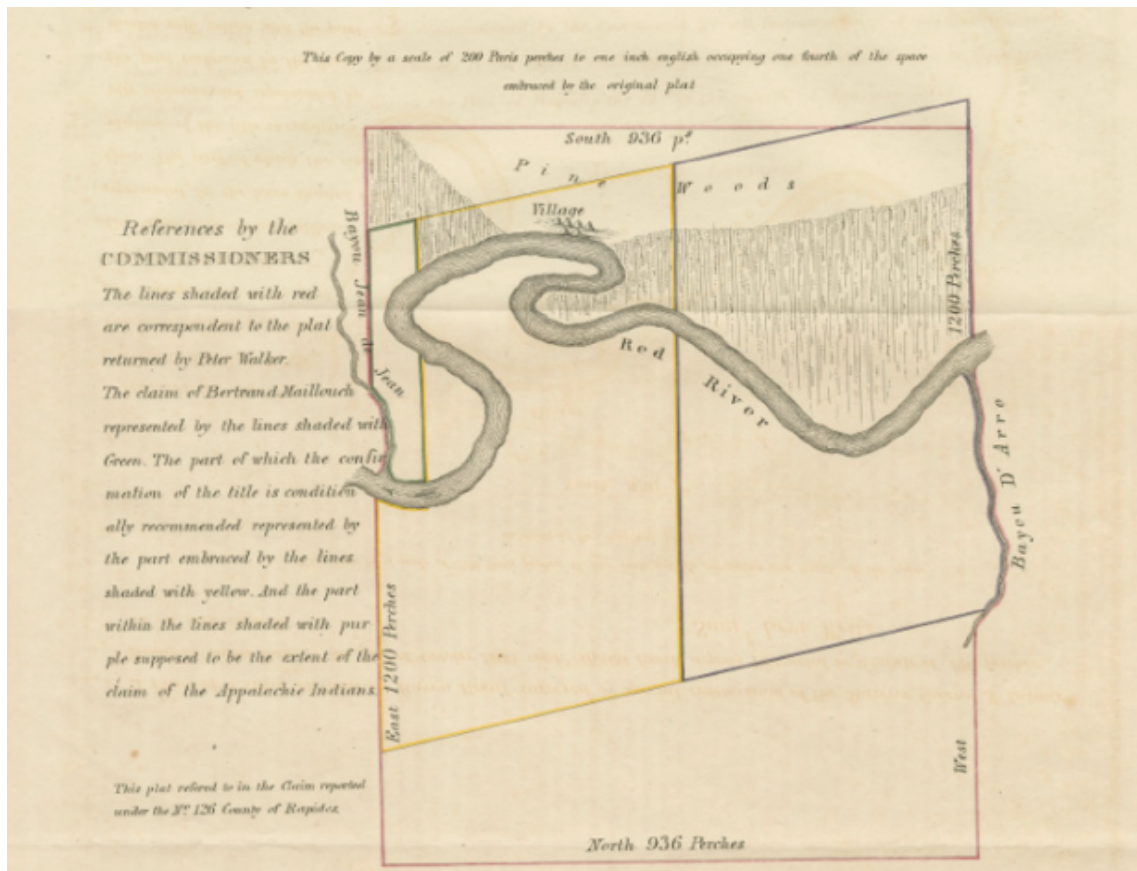 This Copy by a scale of 200 Paris perches to one inch english occupying one fourth of the space
embraced by the original plat
South 936 ps.
Pine
Woods
Village
References by the
COMMISSIONERS
The lines shaded with red
are correspondent to the plat
returned by Peter Walker.
The claim of Bertrand Maillouch
represented by the lines shaded with
Green. The part of which the confir
mation of the title is condition
ally recommended represented by
the part embraced by the lines
shaded with yellow. And the part
within the lines shaded with pur
ple supposed to be the extent of the
claim of the Appalachie Indians.
Bayou Jean de Jean
Red
River
1200 Perches
Bayou D' Arro
East 1200 Perches
West
This plat refered to in the Claim reported
under the No. 126 County of Rapides.
North 936 Perches